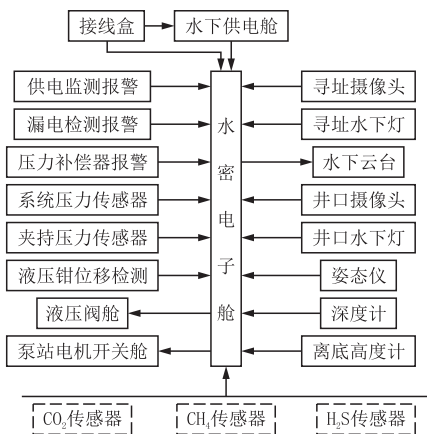 接线盒
水下供电舱
供电监测报警
寻址摄像头
漏电检测报警
寻址水下灯
压力补偿器报警
水下云台
系统压力传感器
井口摄像头
夹持压力传感器
井口水下灯
液压钳位移检测
姿态仪
液压阀舱
深度计
泵站电机开关舱
离底高度计
水密电子舱
CO₂传感器
CH₄传感器
H₂S传感器